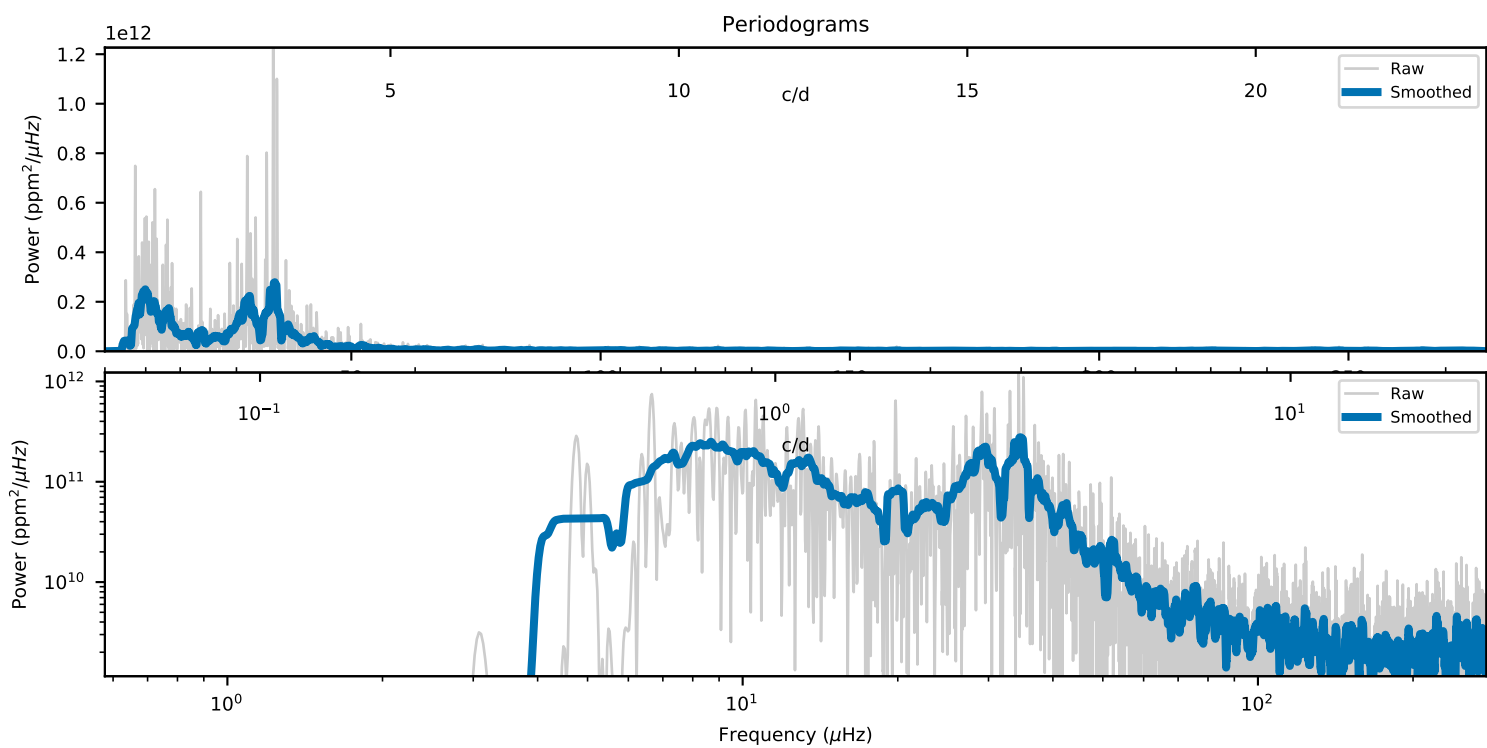 Periodograms
1e12
Power (ppm²/μHz)
1.2
1.0
0.8
0.6
0.4
0.2
0.0
5
10
15
20
c/d
Raw
Smoothed
Power (ppm²/μHz)
10¹²
10¹¹
10¹⁰
10⁻¹
10⁰
10¹
c/d
Raw
Smoothed
10⁰
10¹
10²
Frequency (μHz)